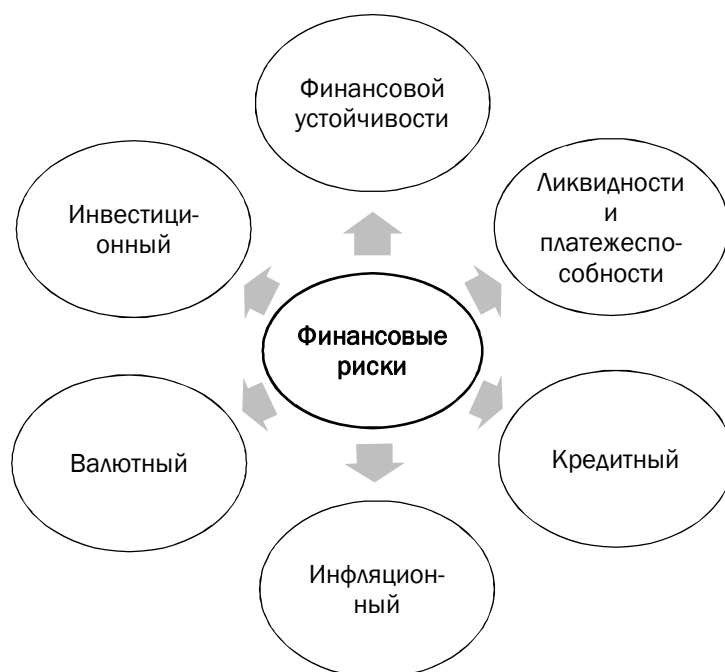 Финансовой
устойчивости
Ликвидности
и
платежеспо-
собности
Инвестици-
онный
Финансовые
риски
Валютный
Кредитный
Инфляцион-
ный